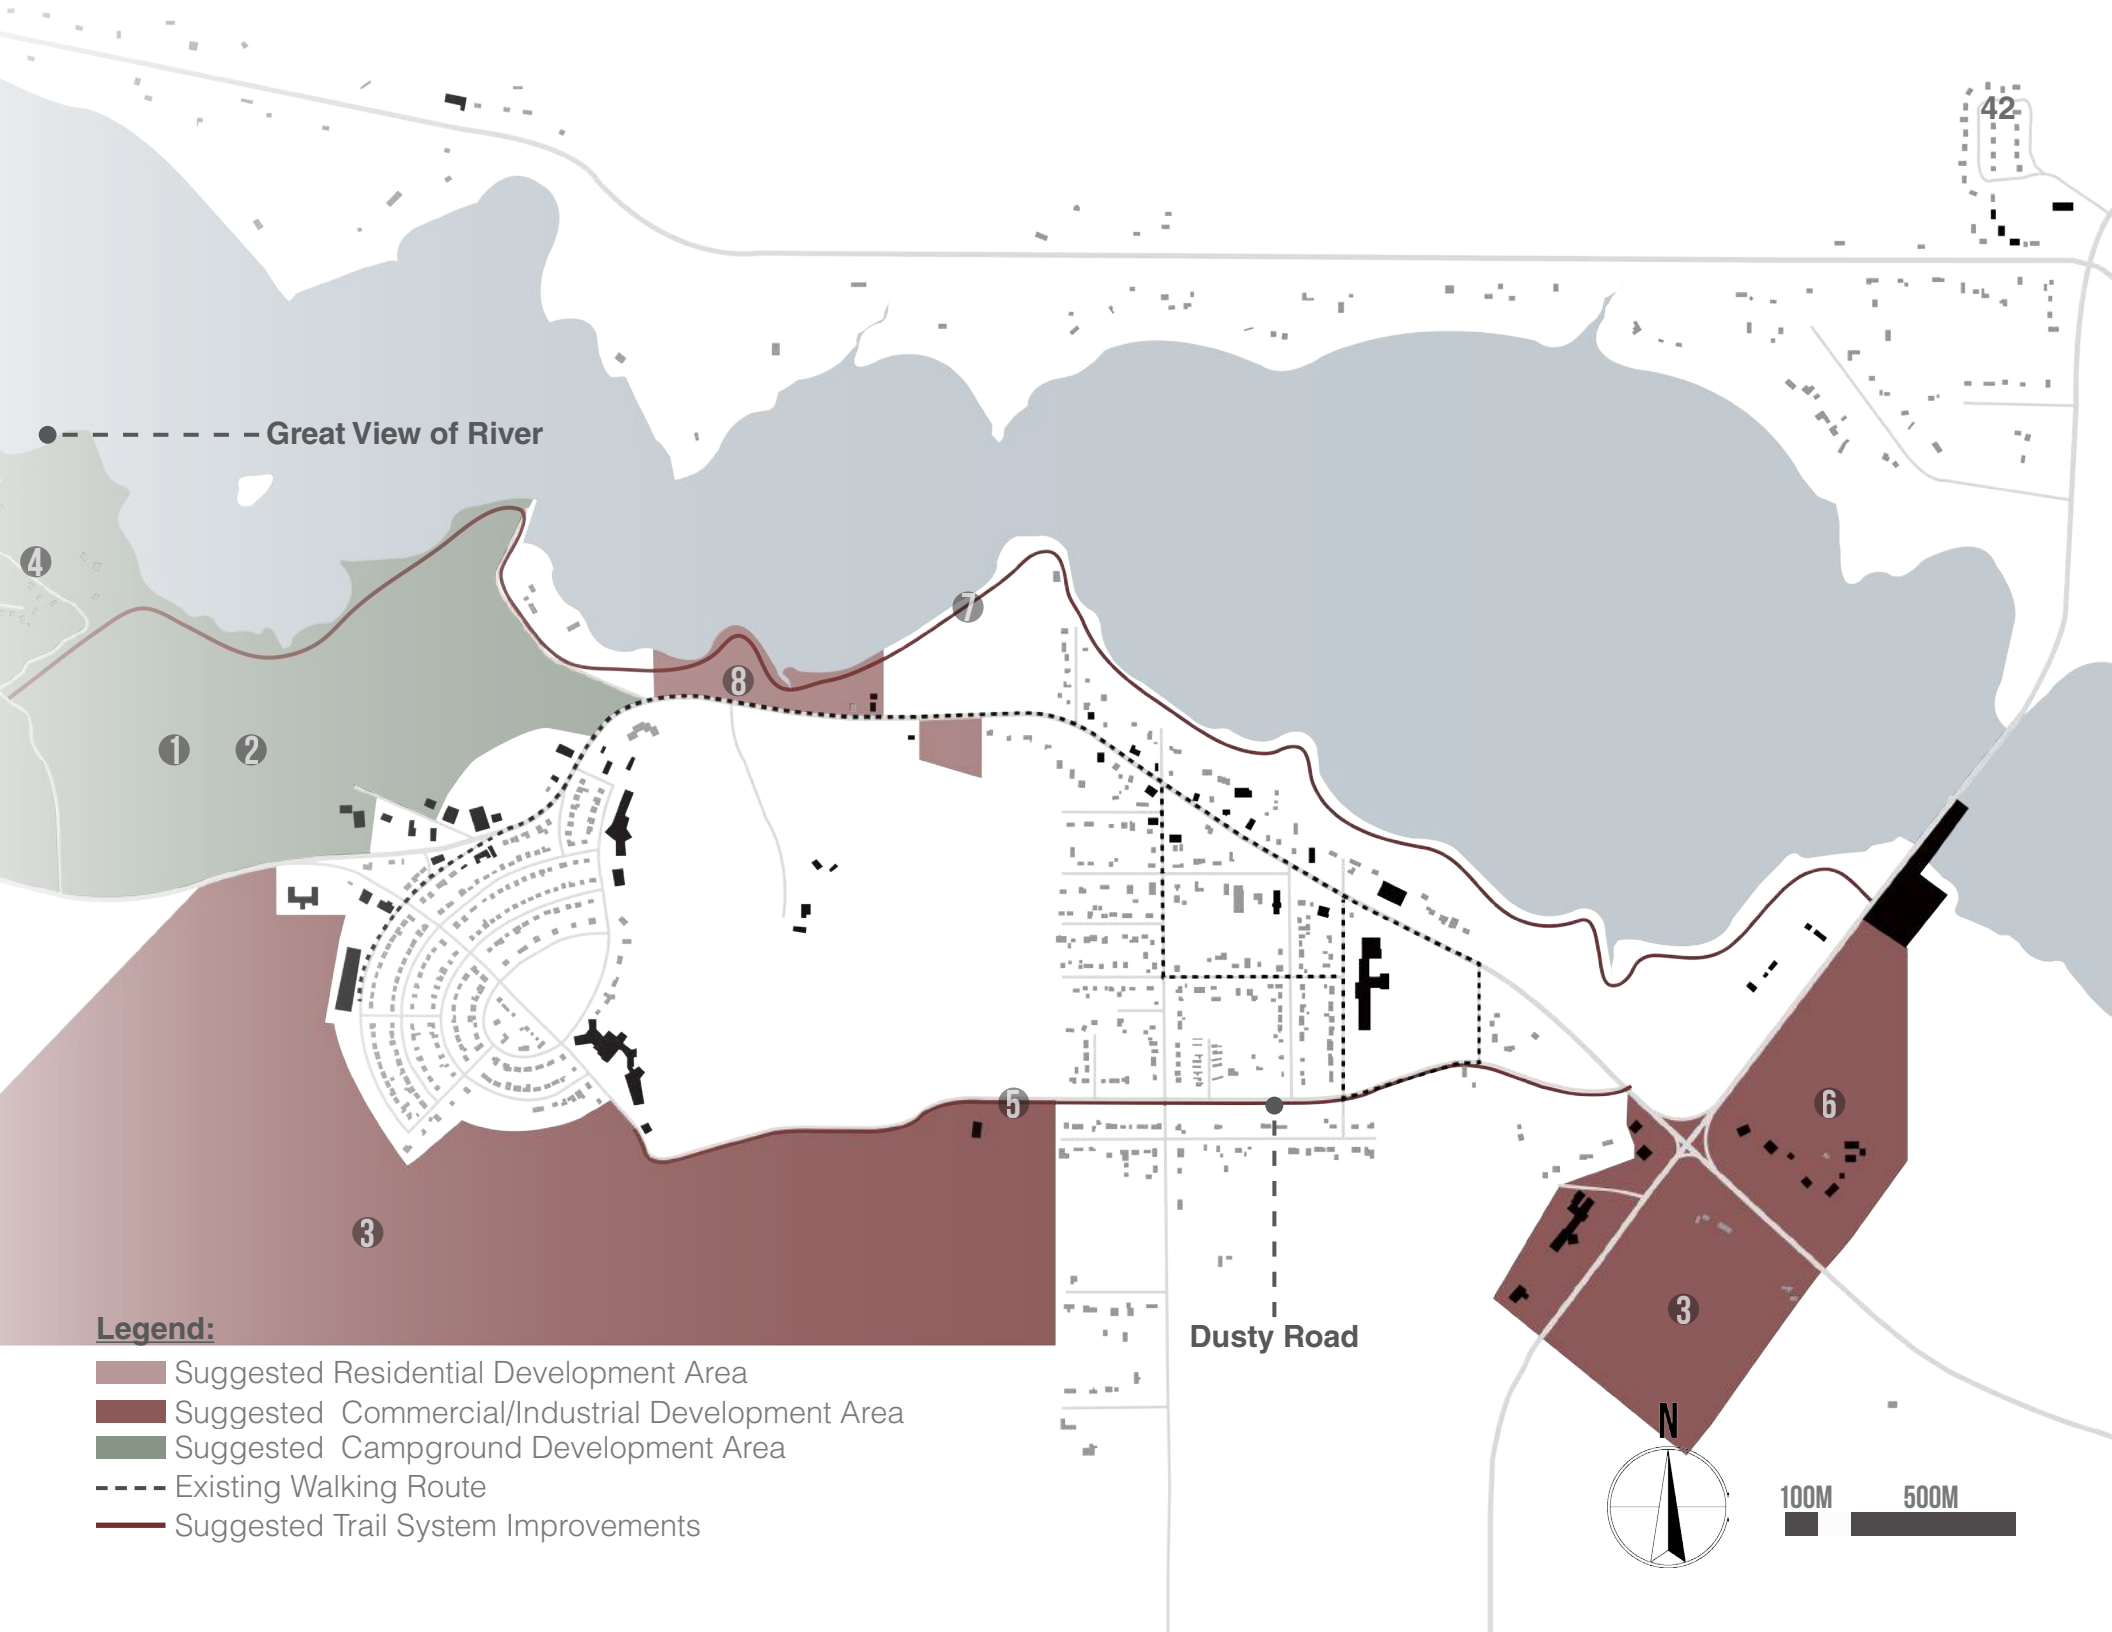 42
Great View of River
4
7
8
1 2
5
6
3
3
Dusty Road
Legend:
Suggested Residential Development Area
Suggested Commercial/Industrial Development Area
Suggested Campground Development Area
Existing Walking Route
Suggested Trail System Improvements
N
100M 500M